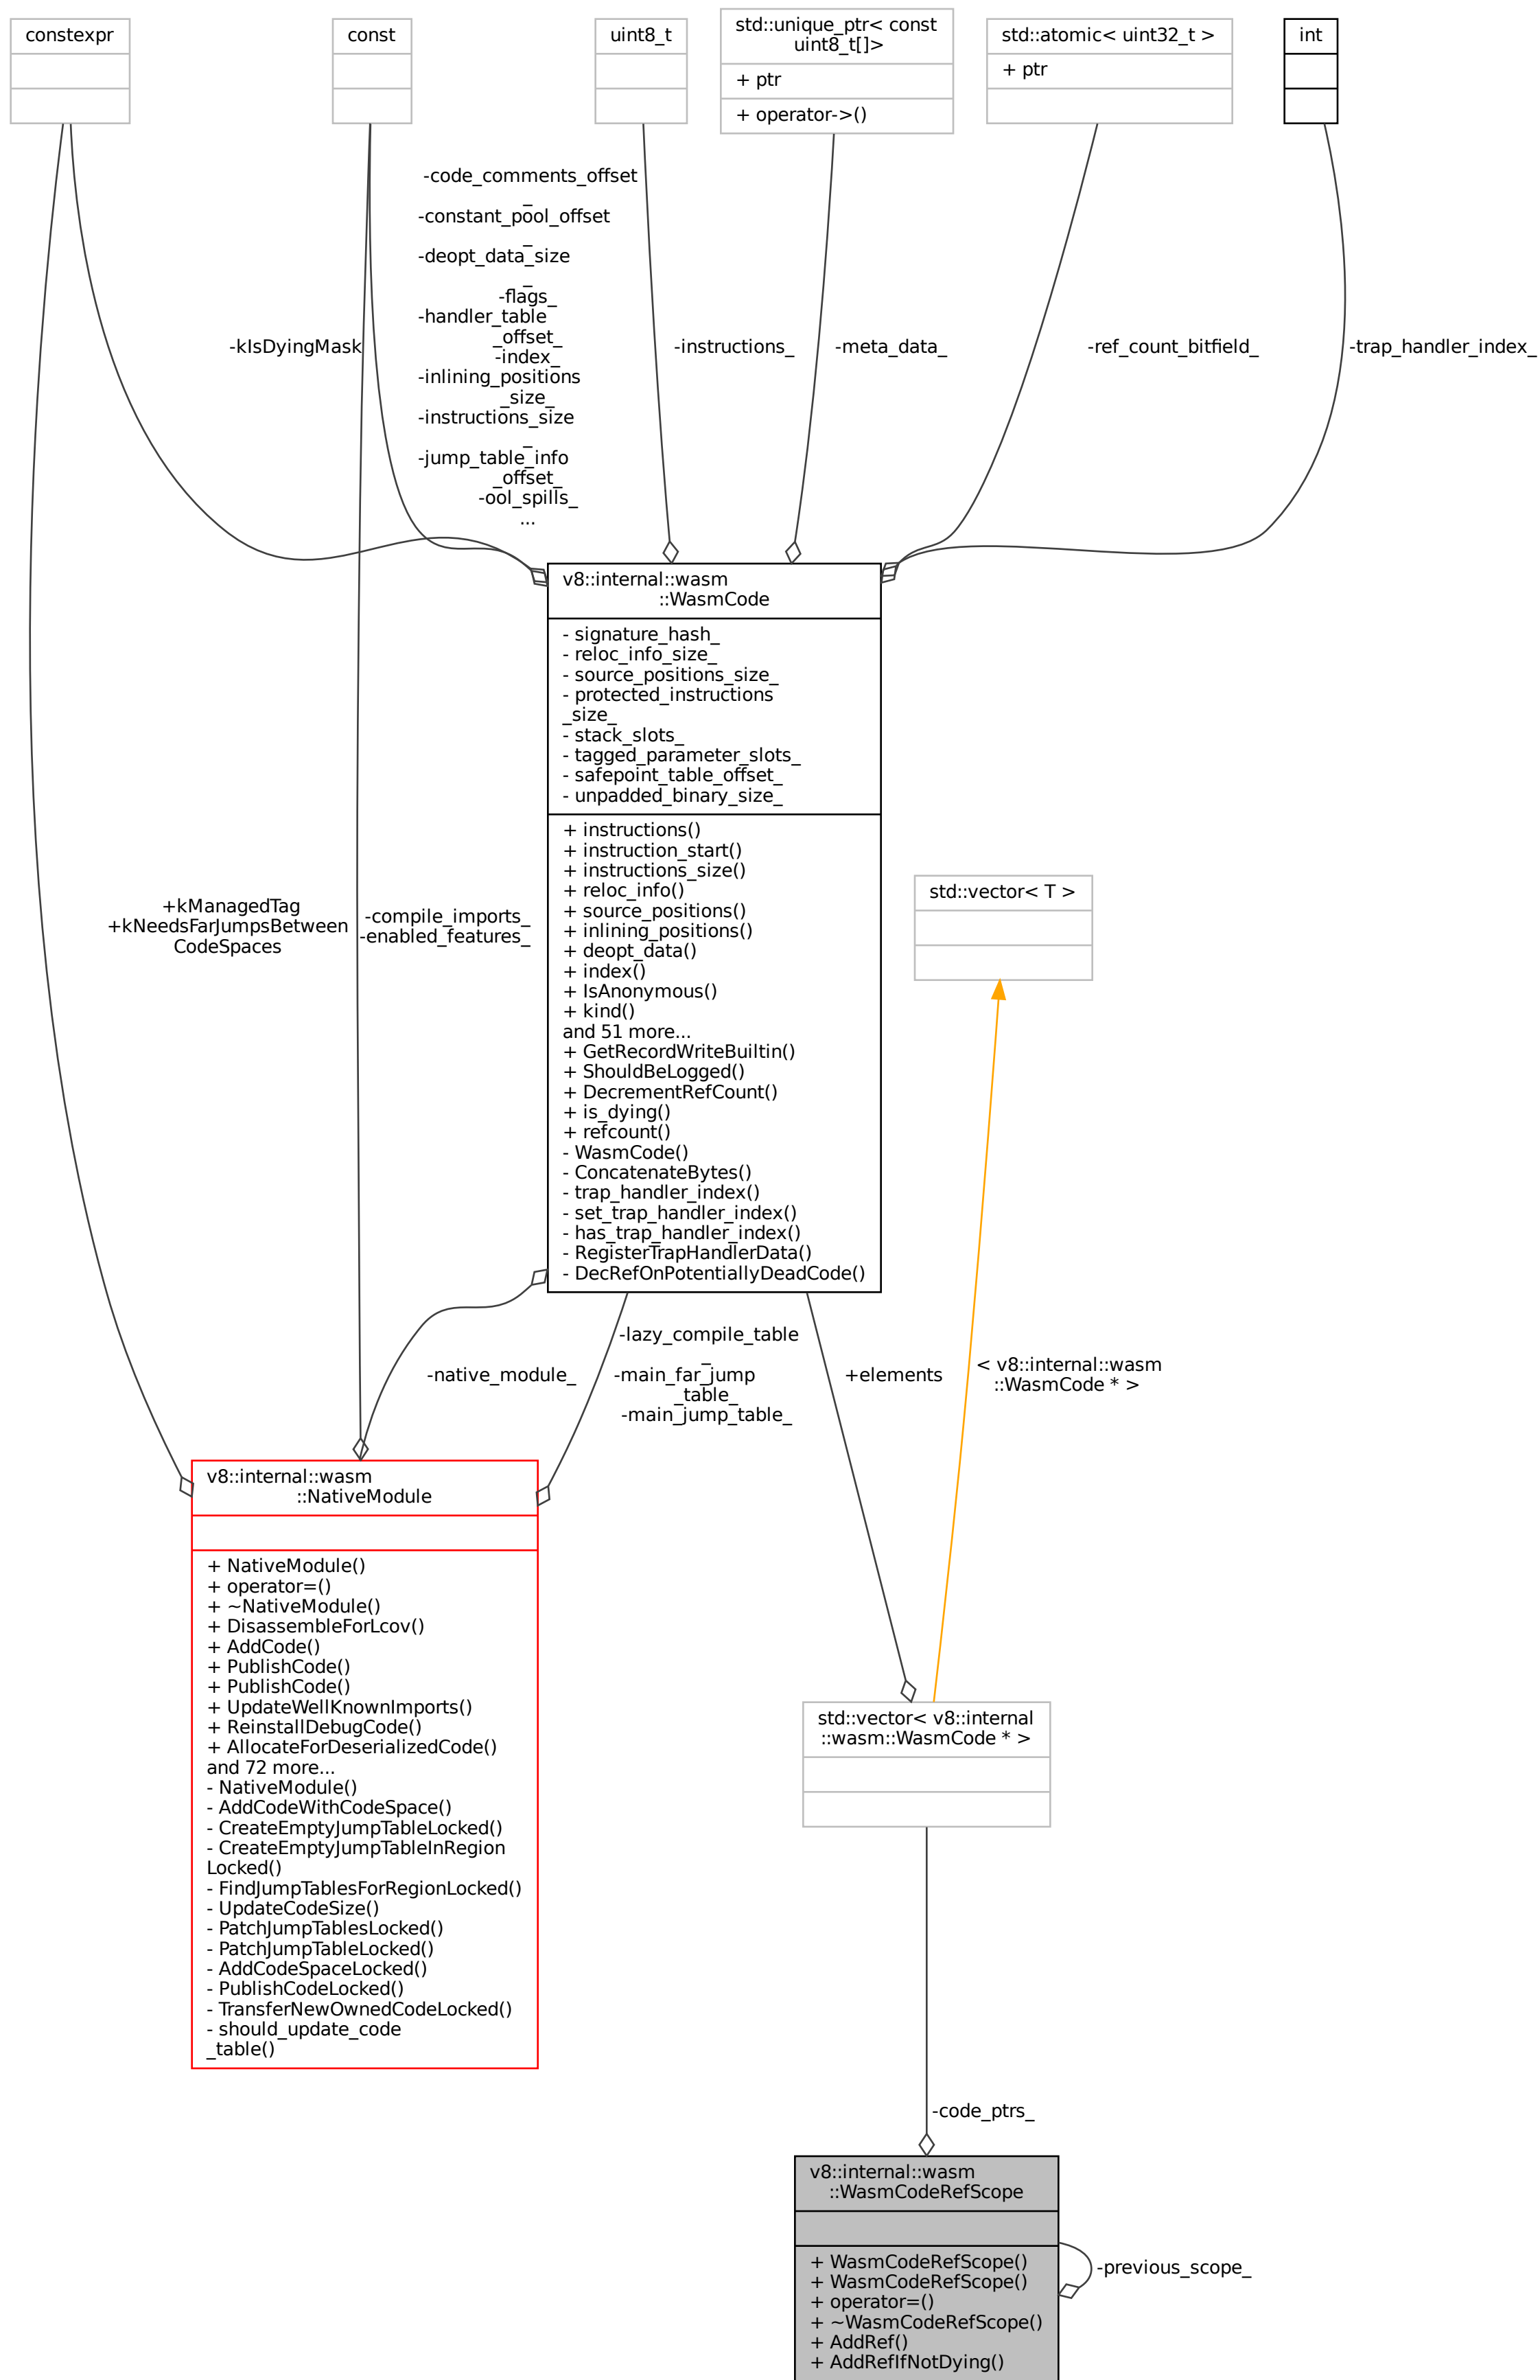 constexpr
const
uint8_t
std::unique_ptr< const
uint8_t[]>
+ ptr
+ operator->()
std::atomic< uint32_t >
+ ptr
int
-code_comments_offset
_
-constant_pool_offset
_
-deopt_data_size
_
-flags_
-handler_table
_offset_
-index_
-inlining_positions
_size_
-instructions_size
_
-jump_table_info
_offset_
-ool_spills_
...
-kIsDyingMask
-instructions_
-meta_data_
-ref_count_bitfield_
-trap_handler_index_
v8::internal::wasm
::WasmCode
- signature_hash_
- reloc_info_size_
- source_positions_size_
- protected_instructions
_size_
- stack_slots_
- tagged_parameter_slots_
- safepoint_table_offset_
- unpadded_binary_size_
+ instructions()
+ instruction_start()
+ instructions_size()
+ reloc_info()
+ source_positions()
+ inlining_positions()
+ deopt_data()
+ index()
+ IsAnonymous()
+ kind()
and 51 more...
+ GetRecordWriteBuiltin()
+ ShouldBeLogged()
+ DecrementRefCount()
+ is_dying()
+ refcount()
- WasmCode()
- ConcatenateBytes()
- trap_handler_index()
- set_trap_handler_index()
- has_trap_handler_index()
- RegisterTrapHandlerData()
- DecRefOnPotentiallyDeadCode()
std::vector< T >
+kManagedTag
+kNeedsFarJumpsBetween
CodeSpaces
-compile_imports_
-enabled_features_
-native_module_
-lazy_compile_table
_
-main_far_jump
_table_
-main_jump_table_
+elements
< v8::internal::wasm
::WasmCode * >
v8::internal::wasm
::NativeModule
+ NativeModule()
+ operator=()
+ ~NativeModule()
+ DisassembleForLcov()
+ AddCode()
+ PublishCode()
+ PublishCode()
+ UpdateWellKnownImports()
+ ReinstallDebugCode()
+ AllocateForDeserializedCode()
and 72 more...
- NativeModule()
- AddCodeWithCodeSpace()
- CreateEmptyJumpTableLocked()
- CreateEmptyJumpTableInRegion
Locked()
- FindJumpTablesForRegionLocked()
- UpdateCodeSize()
- PatchJumpTablesLocked()
- PatchJumpTableLocked()
- AddCodeSpaceLocked()
- PublishCodeLocked()
- TransferNewOwnedCodeLocked()
- should_update_code
_table()
std::vector< v8::internal
::wasm::WasmCode * >
-code_ptrs_
v8::internal::wasm
::WasmCodeRefScope
+ WasmCodeRefScope()
+ WasmCodeRefScope()
+ operator=()
+ ~WasmCodeRefScope()
+ AddRef()
+ AddRefIfNotDying()
-previous_scope_